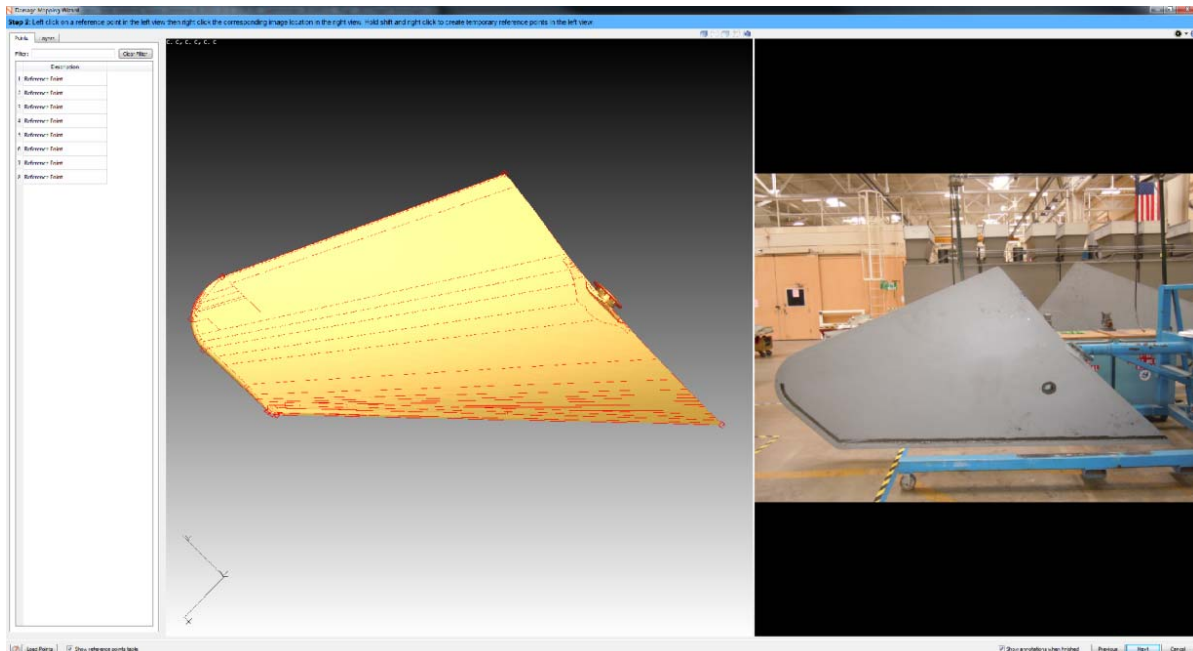 Damage Mapping Wizard
Step 2: Left click on a reference point in the left view then right click the corresponding image location in the right view. Hold shift and right click to create temporary reference points in the left view
Points Layers
Filter: Clear Filter
Description
1 Reference Point
2 Reference Point
3 Reference Point
4 Reference Point
5 Reference Point
6 Reference Point
7 Reference Point
8 Reference Point
Load Points Show reference points table Show annotations when finished Previous Next Cancel